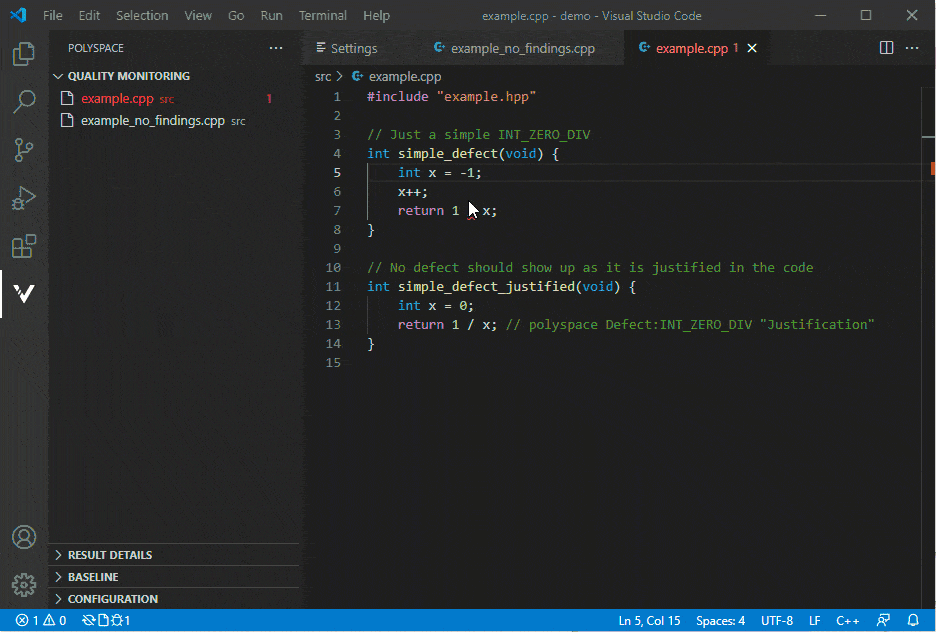 File Edit Selection View Go Run Terminal Help example.cpp - demo - Visual Studio Code
POLYSPACE ...
QUALITY MONITORING
example.cpp src 1
example_no_findings.cpp src
RESULT DETAILS
BASELINE
CONFIGURATION
Settings example_no_findings.cpp example.cpp 1
src > example.cpp
1 #include "example.hpp"
2
3 // Just a simple INT_ZERO_DIV
4 int simple_defect(void) {
5 int x = -1;
6 x++;
7 return 1 x;
8 }
9
10 // No defect should show up as it is justified in the code
11 int simple_defect_justified(void) {
12 int x = 0;
13 return 1 / x; // polyspace Defect:INT_ZERO_DIV "Justification"
14 }
15
1 0 1 Ln 5, Col 15 Spaces: 4 UTF-8 LF C++